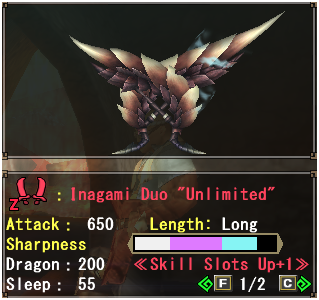 Z : Inagami Duo "Unlimited"
Attack : 650 Length: Long
Sharpness
Dragon : 200 ≪Skill Slots Up+1≫
Sleep : 55 F 1/2 C